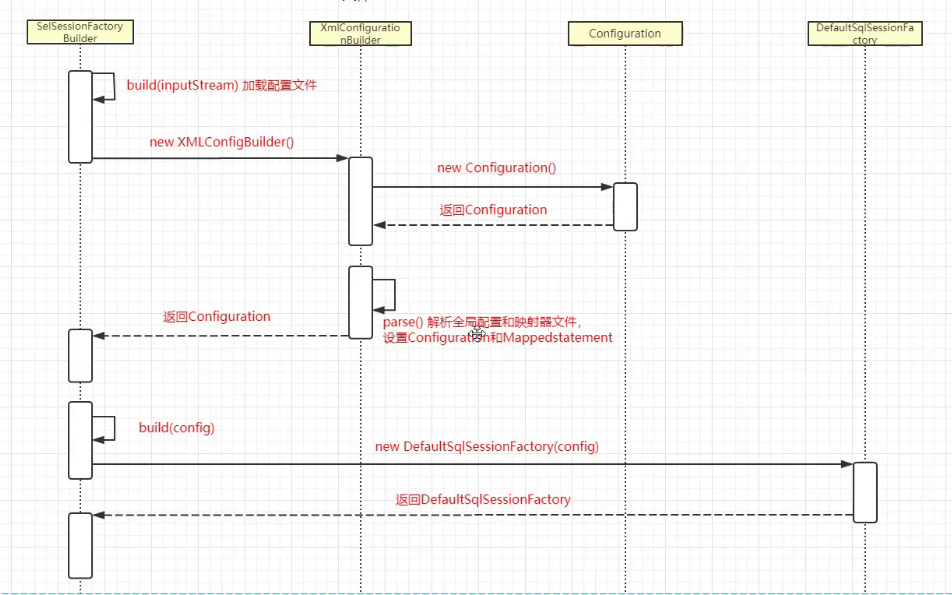 SelSessionFactory
Builder
XmlConfiguratio
nBuilder
Configuration
DefaultSqlSessionFa
ctory
build(inputStream) 加载配置文件
new XMLConfigBuilder()
new Configuration()
返回Configuration
返回Configuration
parse() 解析全局配置和映射器文件，
设置Configuration和Mappedstatement
build(config)
new DefaultSqlSessionFactory(config)
返回DefaultSqlSessionFactory